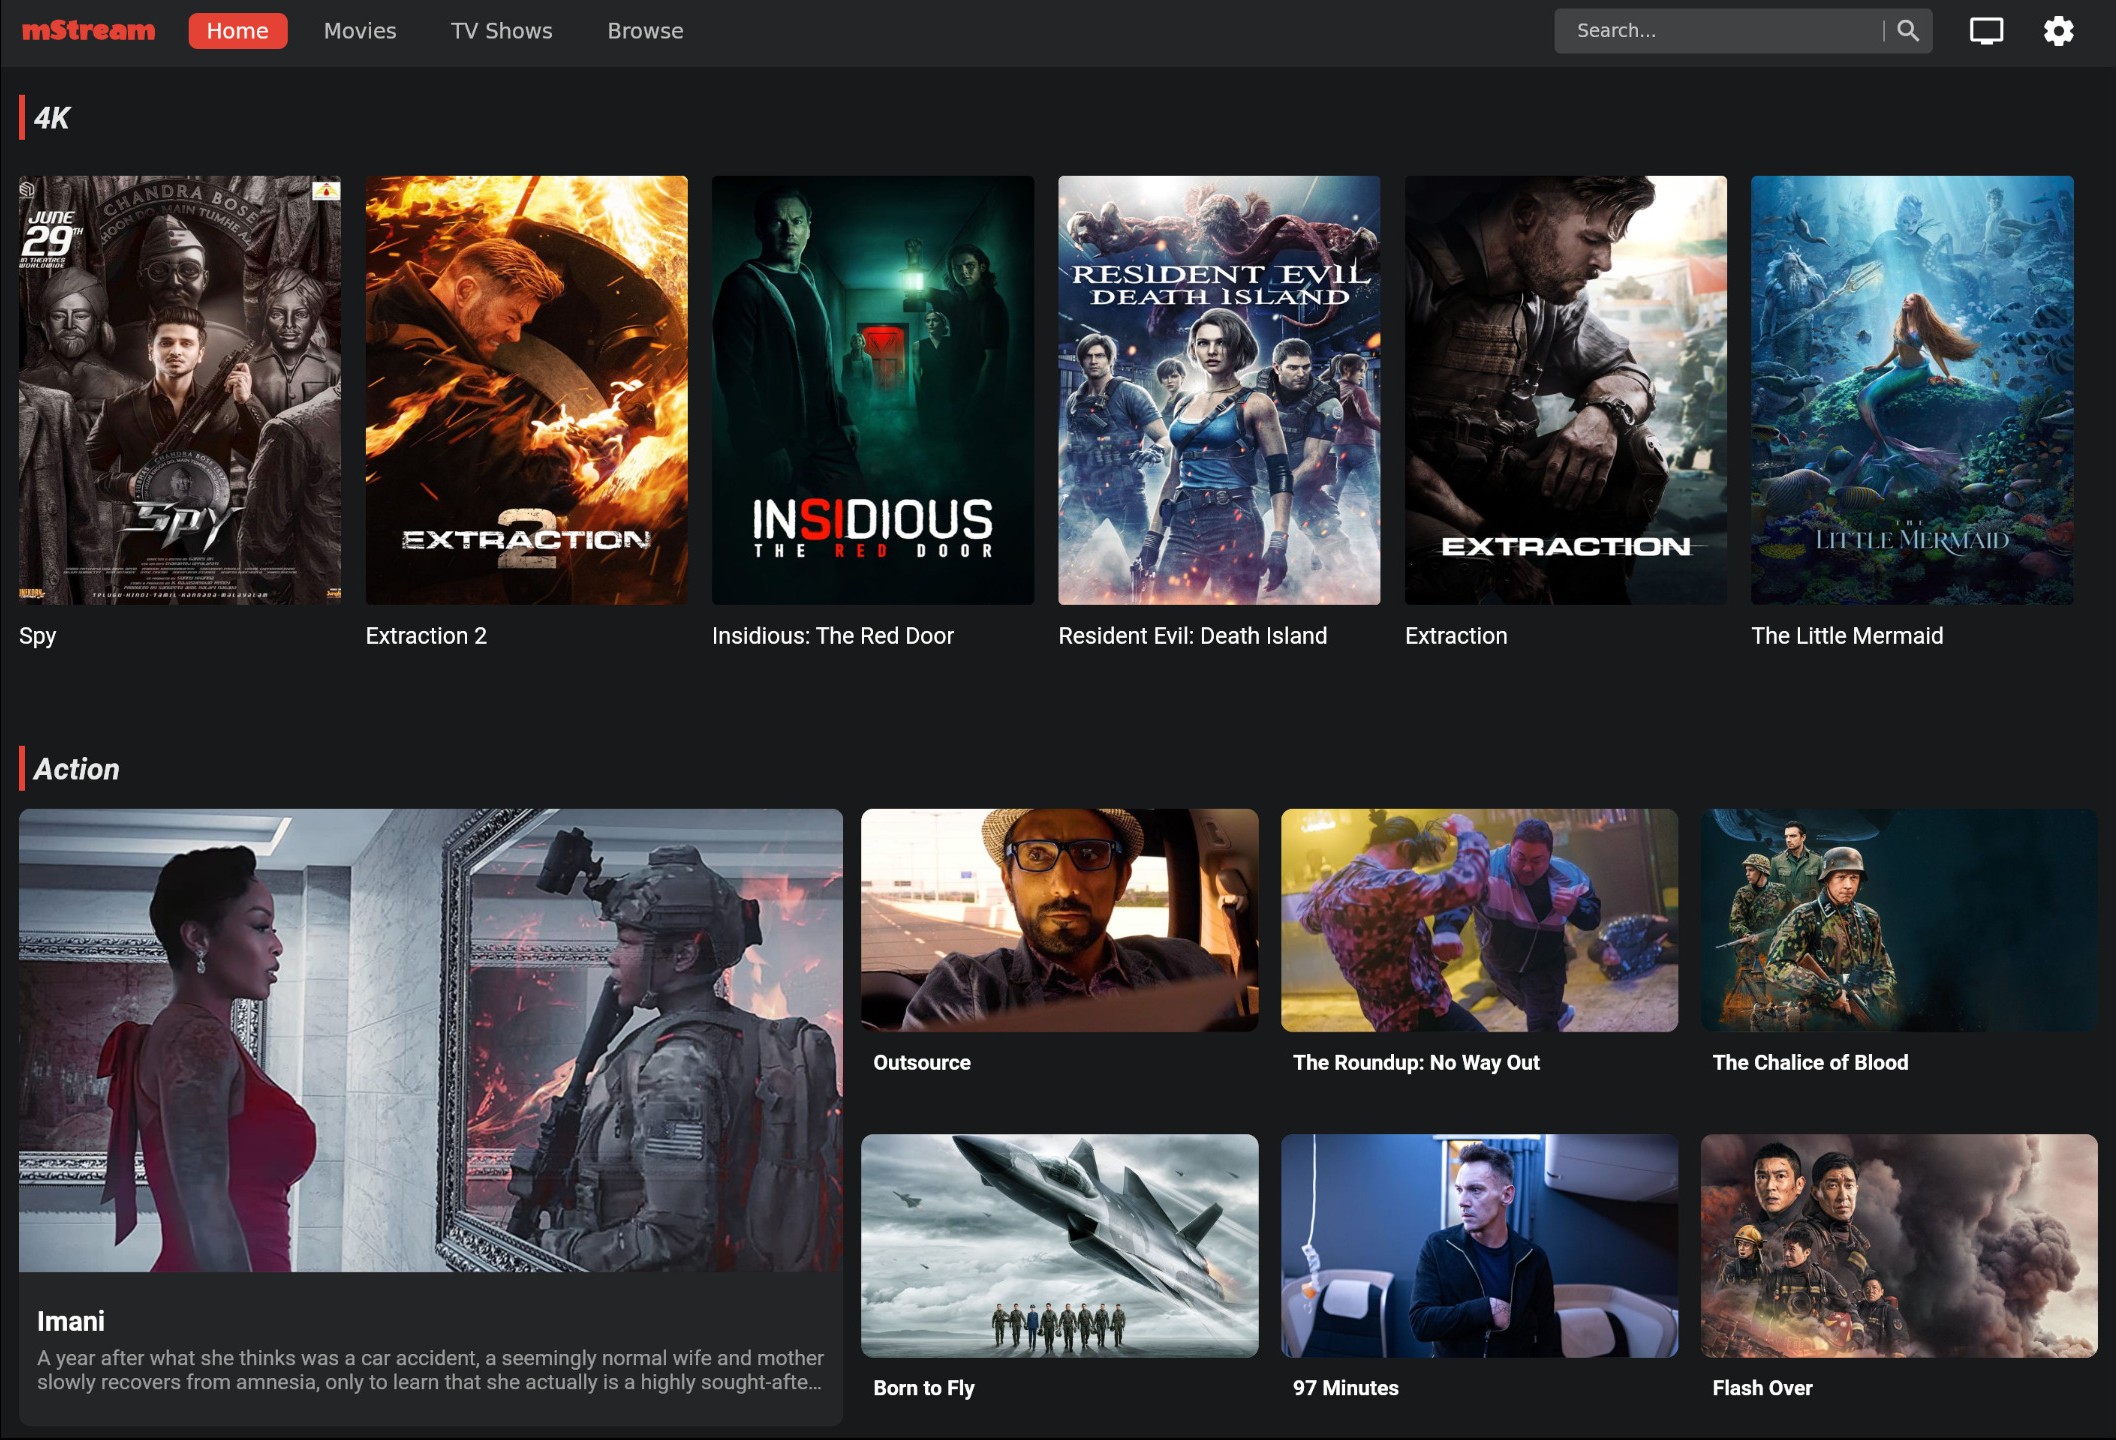 mStream
Home
Movies
TV Shows
Browse
Search...
4K
CHANDRA BOSE
JUNE
29TH
IN THEATRES
WORLDWIDE
SPY
TELUGU-HINDI-TAMIL-KANNADA-MALAYALAM
EXTRACTION
2
INSIDIOUS
THE RED DOOR
RESIDENT EVIL
DEATH ISLAND
EXTRACTION
THE
LITTLE MERMAID
Spy
Extraction 2
Insidious: The Red Door
Resident Evil: Death Island
Extraction
The Little Mermaid
Action
Outsource
The Roundup: No Way Out
The Chalice of Blood
Imani
A year after what she thinks was a car accident, a seemingly normal wife and mother
slowly recovers from amnesia, only to learn that she actually is a highly sought-afte...
Born to Fly
97 Minutes
Flash Over